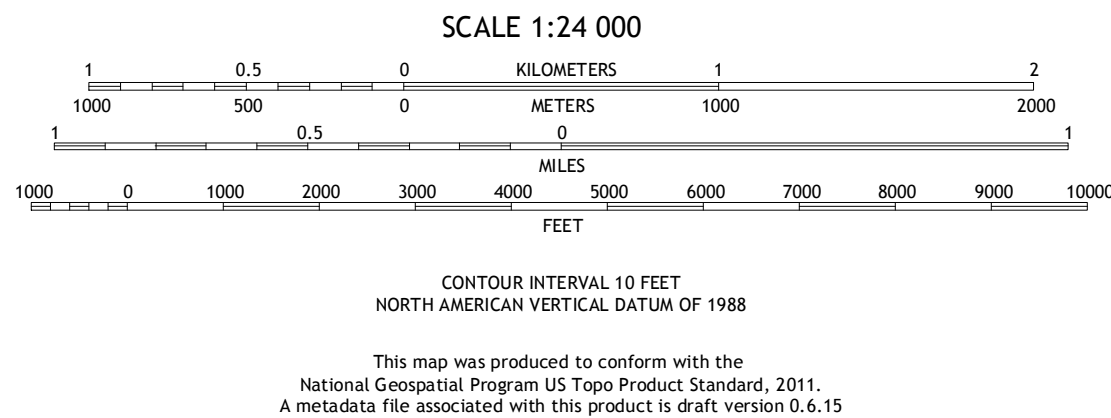 SCALE 1:24 000
1 0.5 0 KILOMETERS 1 2
1000 500 0 METERS 1000 2000
1 0.5 0 1
MILES
1000 0 1000 2000 3000 4000 5000 6000 7000 8000 9000 10000
FEET
CONTOUR INTERVAL 10 FEET
NORTH AMERICAN VERTICAL DATUM OF 1988
This map was produced to conform with the
National Geospatial Program US Topo Product Standard, 2011.
A metadata file associated with this product is draft version 0.6.15